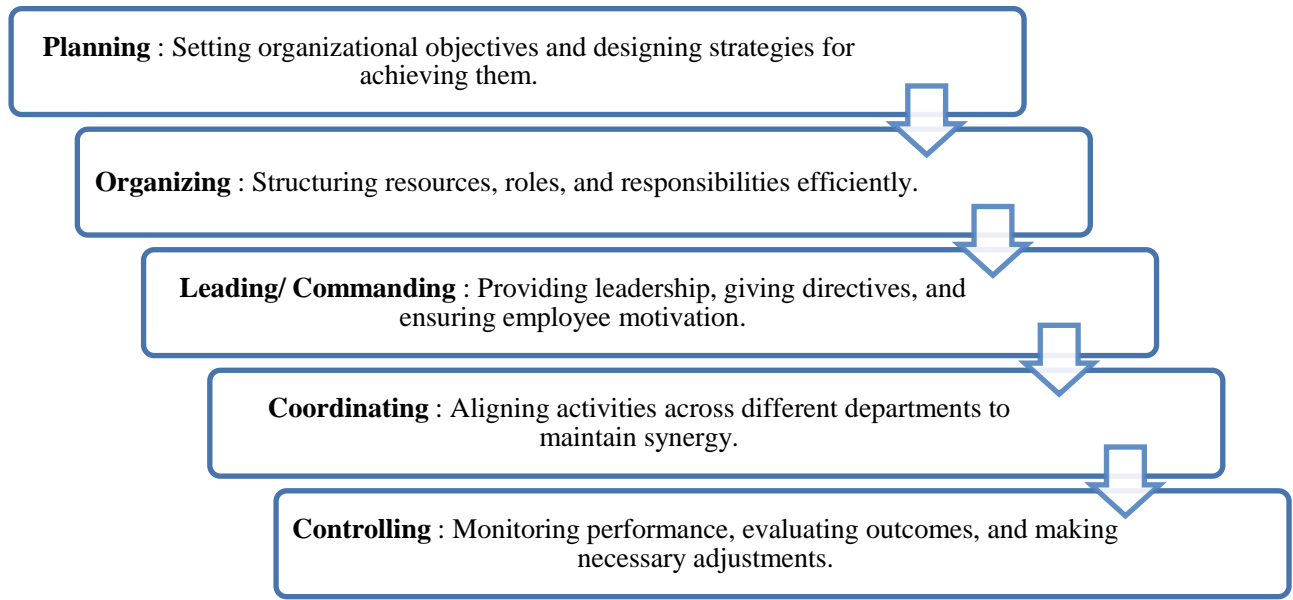 Planning : Setting organizational objectives and designing strategies for
achieving them.
Organizing : Structuring resources, roles, and responsibilities efficiently.
Leading/ Commanding : Providing leadership, giving directives, and
ensuring employee motivation.
Coordinating : Aligning activities across different departments to
maintain synergy.
Controlling : Monitoring performance, evaluating outcomes, and making
necessary adjustments.